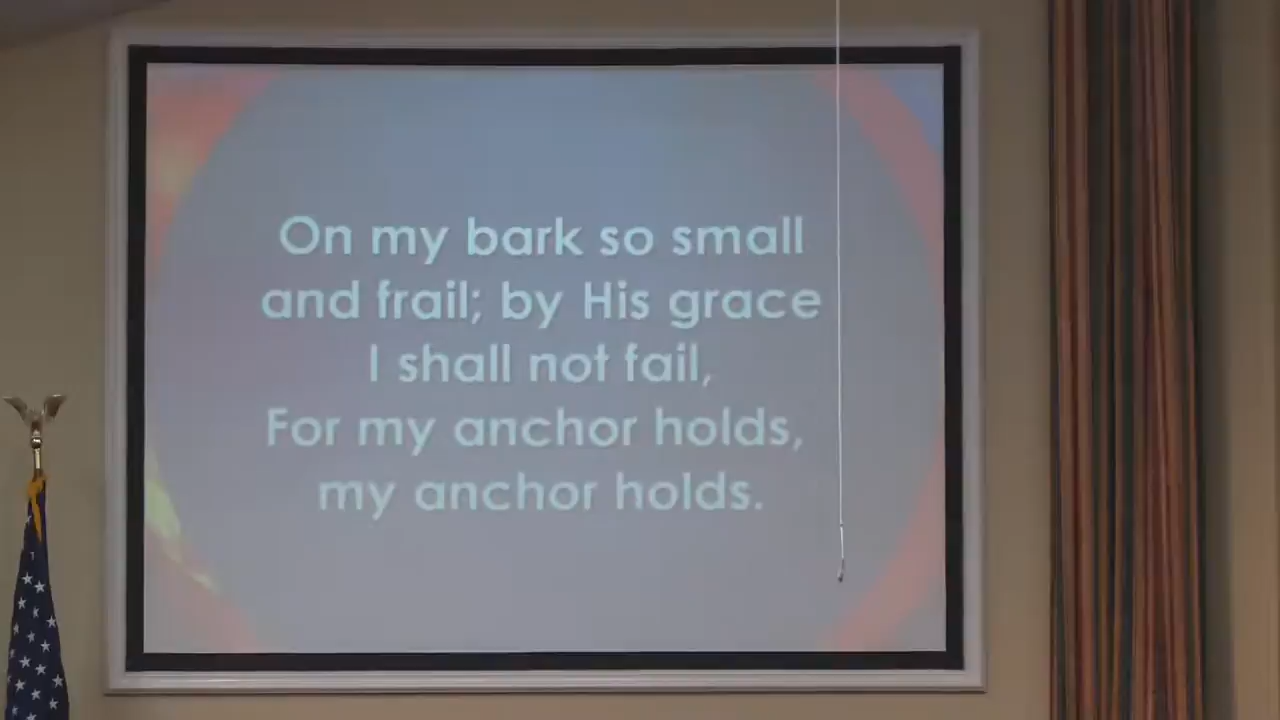 On my bark so small
and frail; by His grace
I shall not fail,
For my anchor holds,
my anchor holds.